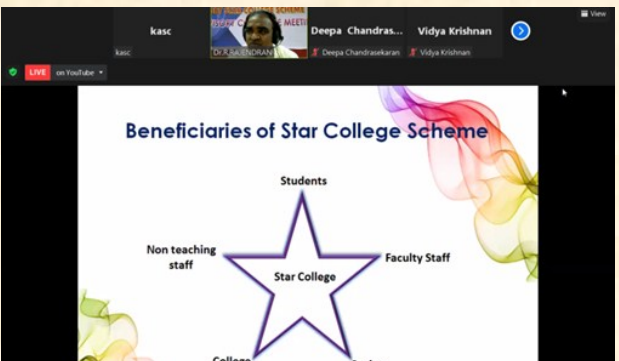 View
kasc
Deepa Chandras...
Vidya Krishnan
kasc
Deepa Chandrasekaran
Vidya Krishnan
LIVE on YouTube
Beneficiaries of Star College Scheme
Students
Non teaching
staff
Faculty Staff
Star College
College